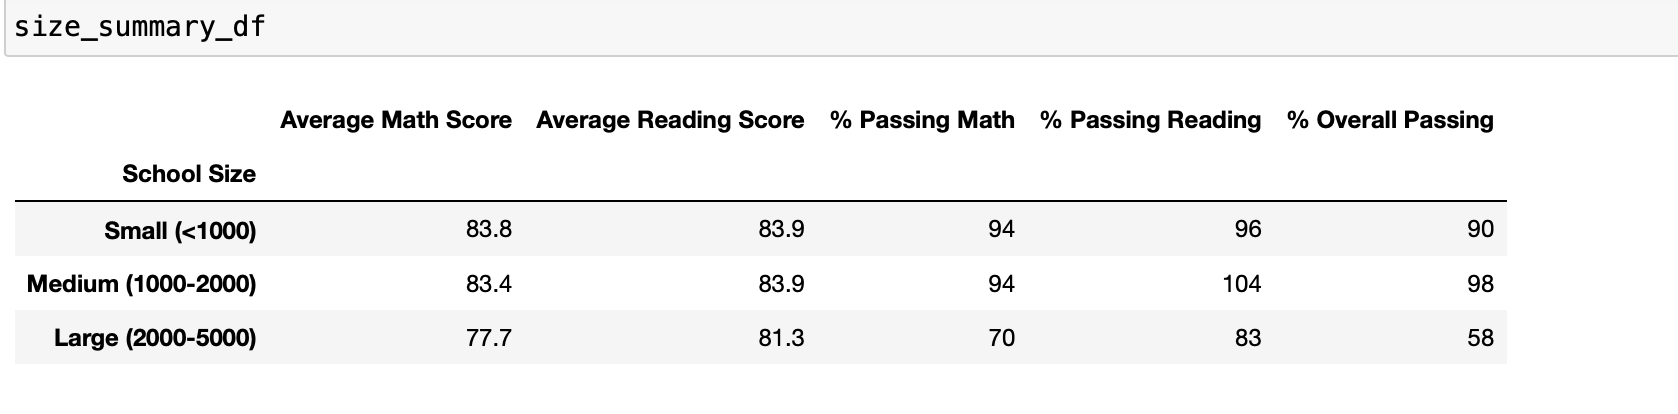 size_summary_df
Average Math Score Average Reading Score % Passing Math % Passing Reading % Overall Passing
School Size
Small (<1000) 83.8 83.9 94 96 90
Medium (1000-2000) 83.4 83.9 94 104 98
Large (2000-5000) 77.7 81.3 70 83 58